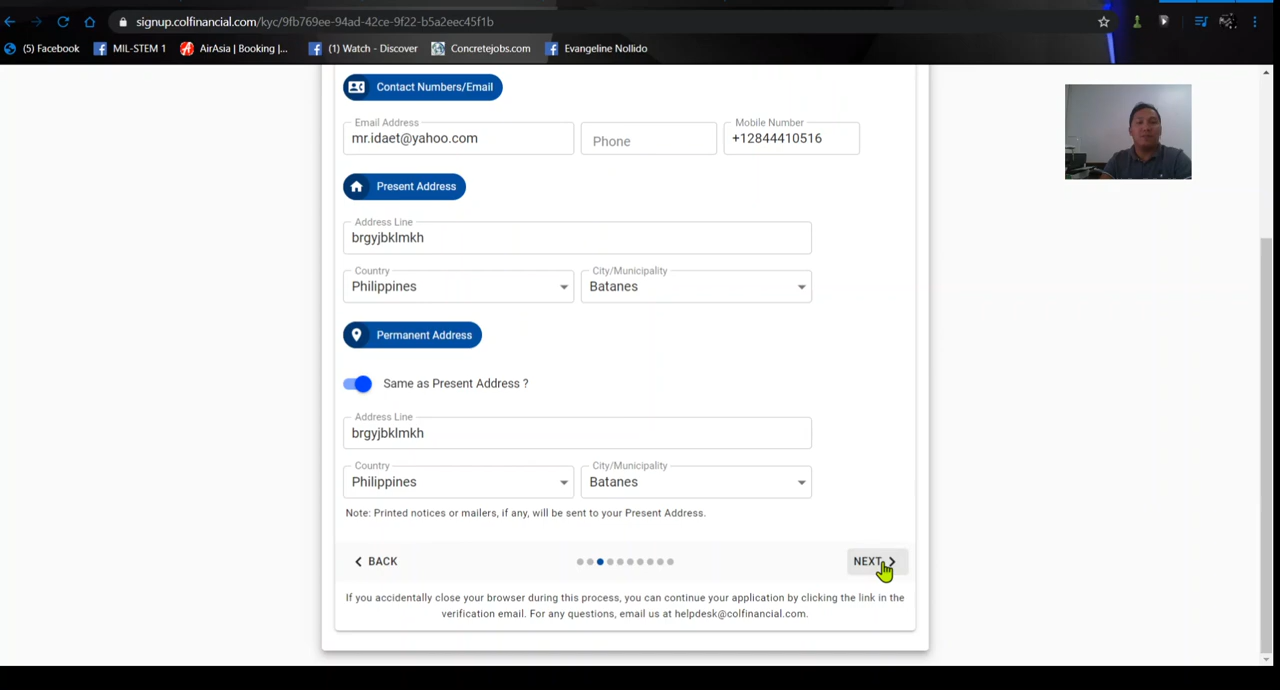 signup.colfinancial.com/kyc/9fb769ee-94ad-42ce-9f22-b5a2eec45f1b
(5) Facebook MIL-STEM 1 AirAsia | Booking |... (1) Watch - Discover Concretejobs.com Evangeline Nollido
Contact Numbers/Email
Email Address Mobile Number
mr.idaet@yahoo.com Phone +12844410516
Present Address
Address Line
brgyjbklmkh
Country City/Municipality
Philippines Batanes
Permanent Address
Same as Present Address ?
Address Line
brgyjbklmkh
Country City/Municipality
Philippines Batanes
Note: Printed notices or mailers, if any, will be sent to your Present Address.
BACK NEXT
If you accidentally close your browser during this process, you can continue your application by clicking the link in the
verification email. For any questions, email us at helpdesk@colfinancial.com.